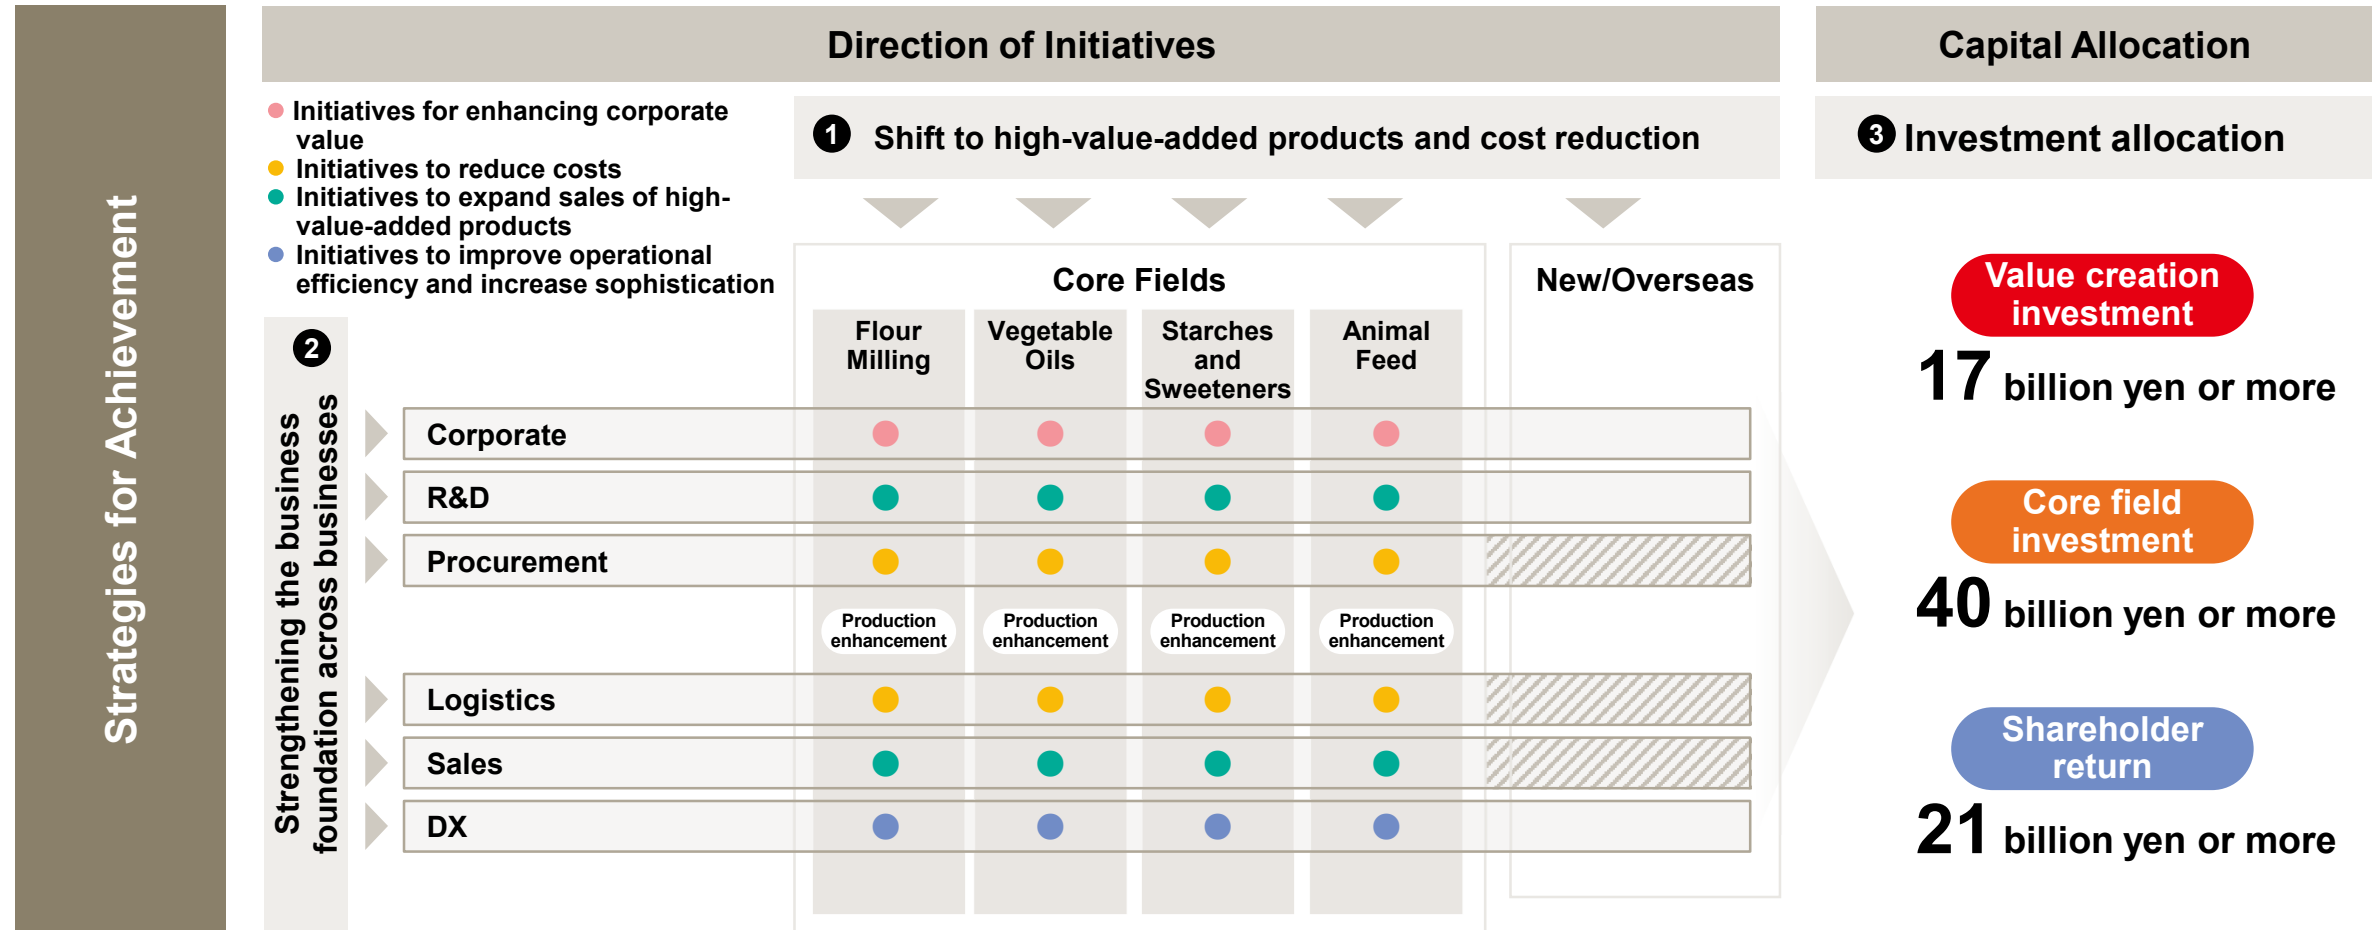 Strategies for Achievement
Direction of Initiatives
Capital Allocation
Initiatives for enhancing corporate
value
Initiatives to reduce costs
Initiatives to expand sales of high-
value-added products
Initiatives to improve operational
efficiency and increase sophistication
1 Shift to high-value-added products and cost reduction
3 Investment allocation
Core Fields
New/Overseas
Flour
Milling
Vegetable
Oils
Starches
and
Sweeteners
Animal
Feed
2
Strengthening the business
foundation across businesses
Corporate
R&D
Procurement
Production
enhancement
Production
enhancement
Production
enhancement
Production
enhancement
Logistics
Sales
DX
Value creation
investment
17 billion yen or more
Core field
investment
40 billion yen or more
Shareholder
return
21 billion yen or more